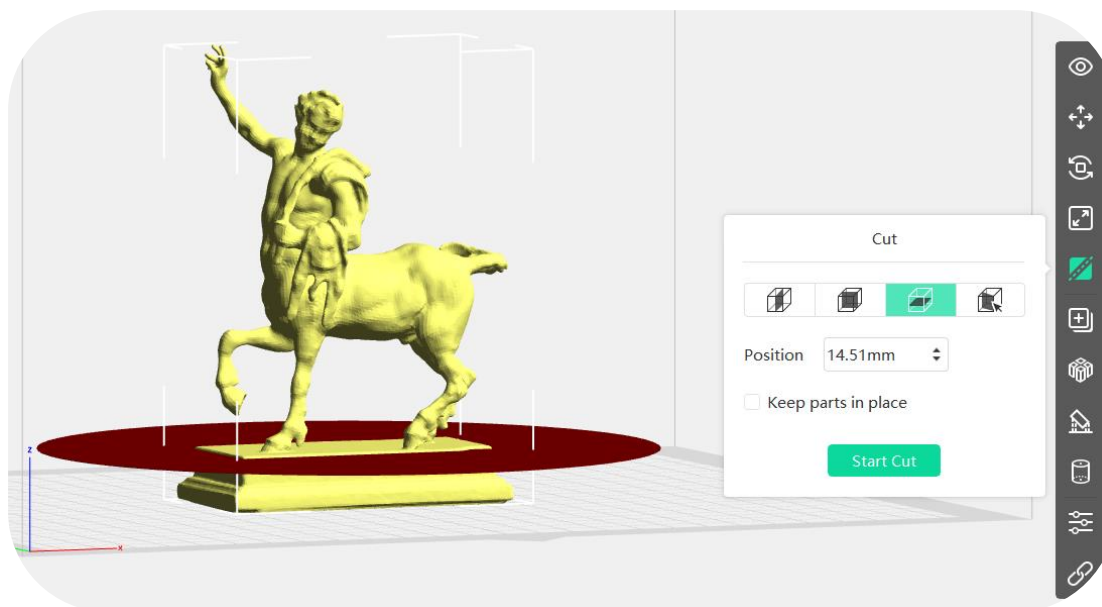 Cut
Position 14.51mm
Keep parts in place
Start Cut
z
x